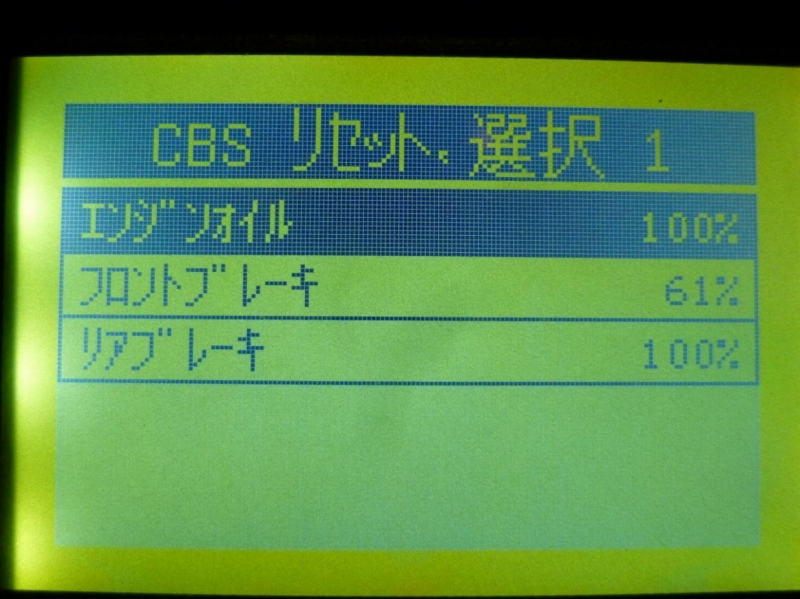 CBS ﾘｾｯﾄ､選択 1
ｴﾝｼﾞﾝｵｲﾙ 100%
ﾌﾛﾝﾄﾌﾞﾚｰｷ 61%
ﾘｱﾌﾞﾚｰｷ 100%